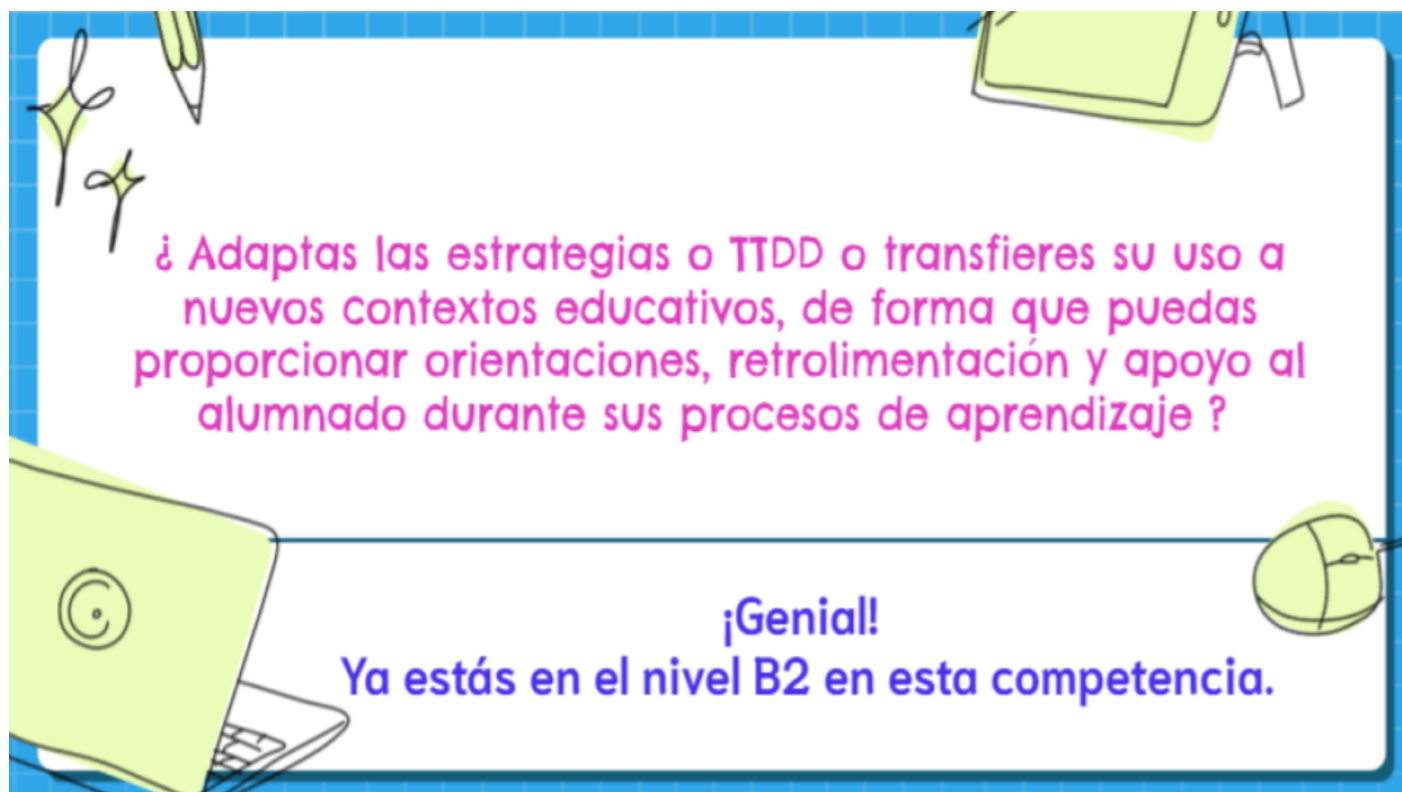 ¿ Adaptas las estrategias o TTDD o transfieres su uso a
nuevos contextos educativos, de forma que puedas
proporcionar orientaciones, retrolimentación y apoyo al
alumnado durante sus procesos de aprendizaje ?
¡Genial!
Ya estás en el nivel B2 en esta competencia.